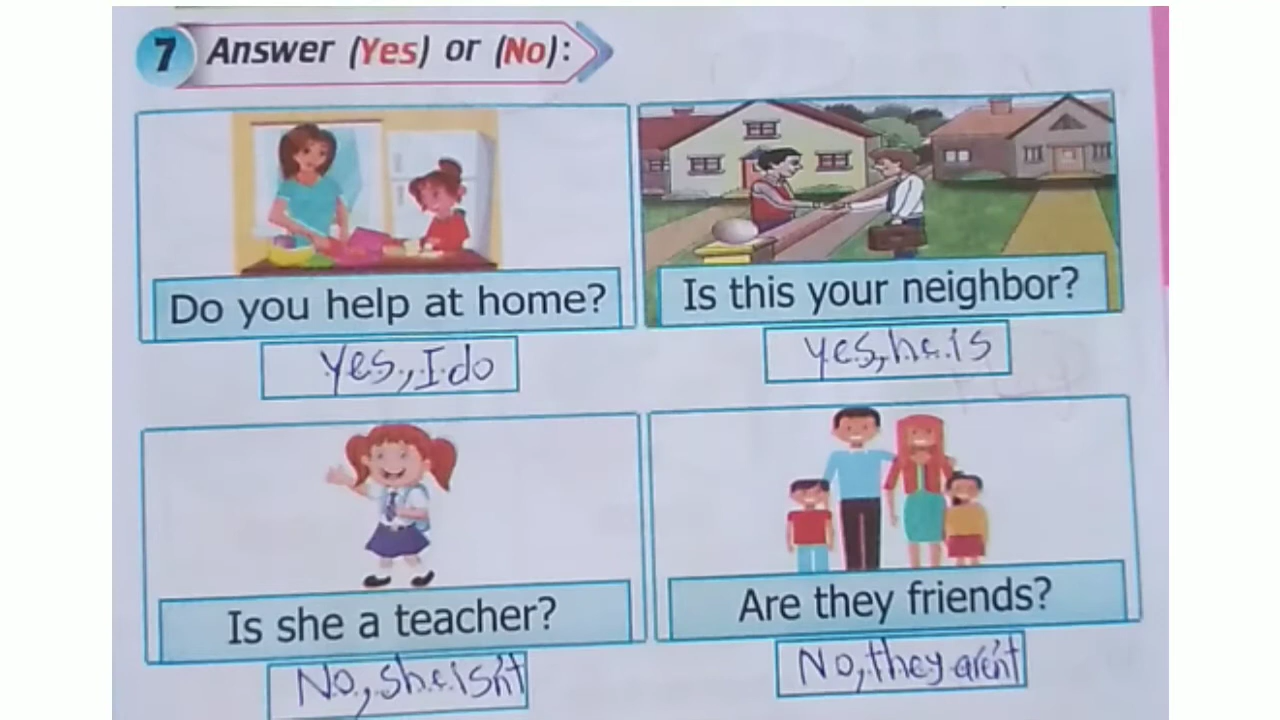 7 Answer (Yes) or (No):
Do you help at home?
Is this your neighbor?
Yes, I do
yes, he is
Is she a teacher?
Are they friends?
No, she isn't
No, they aren't